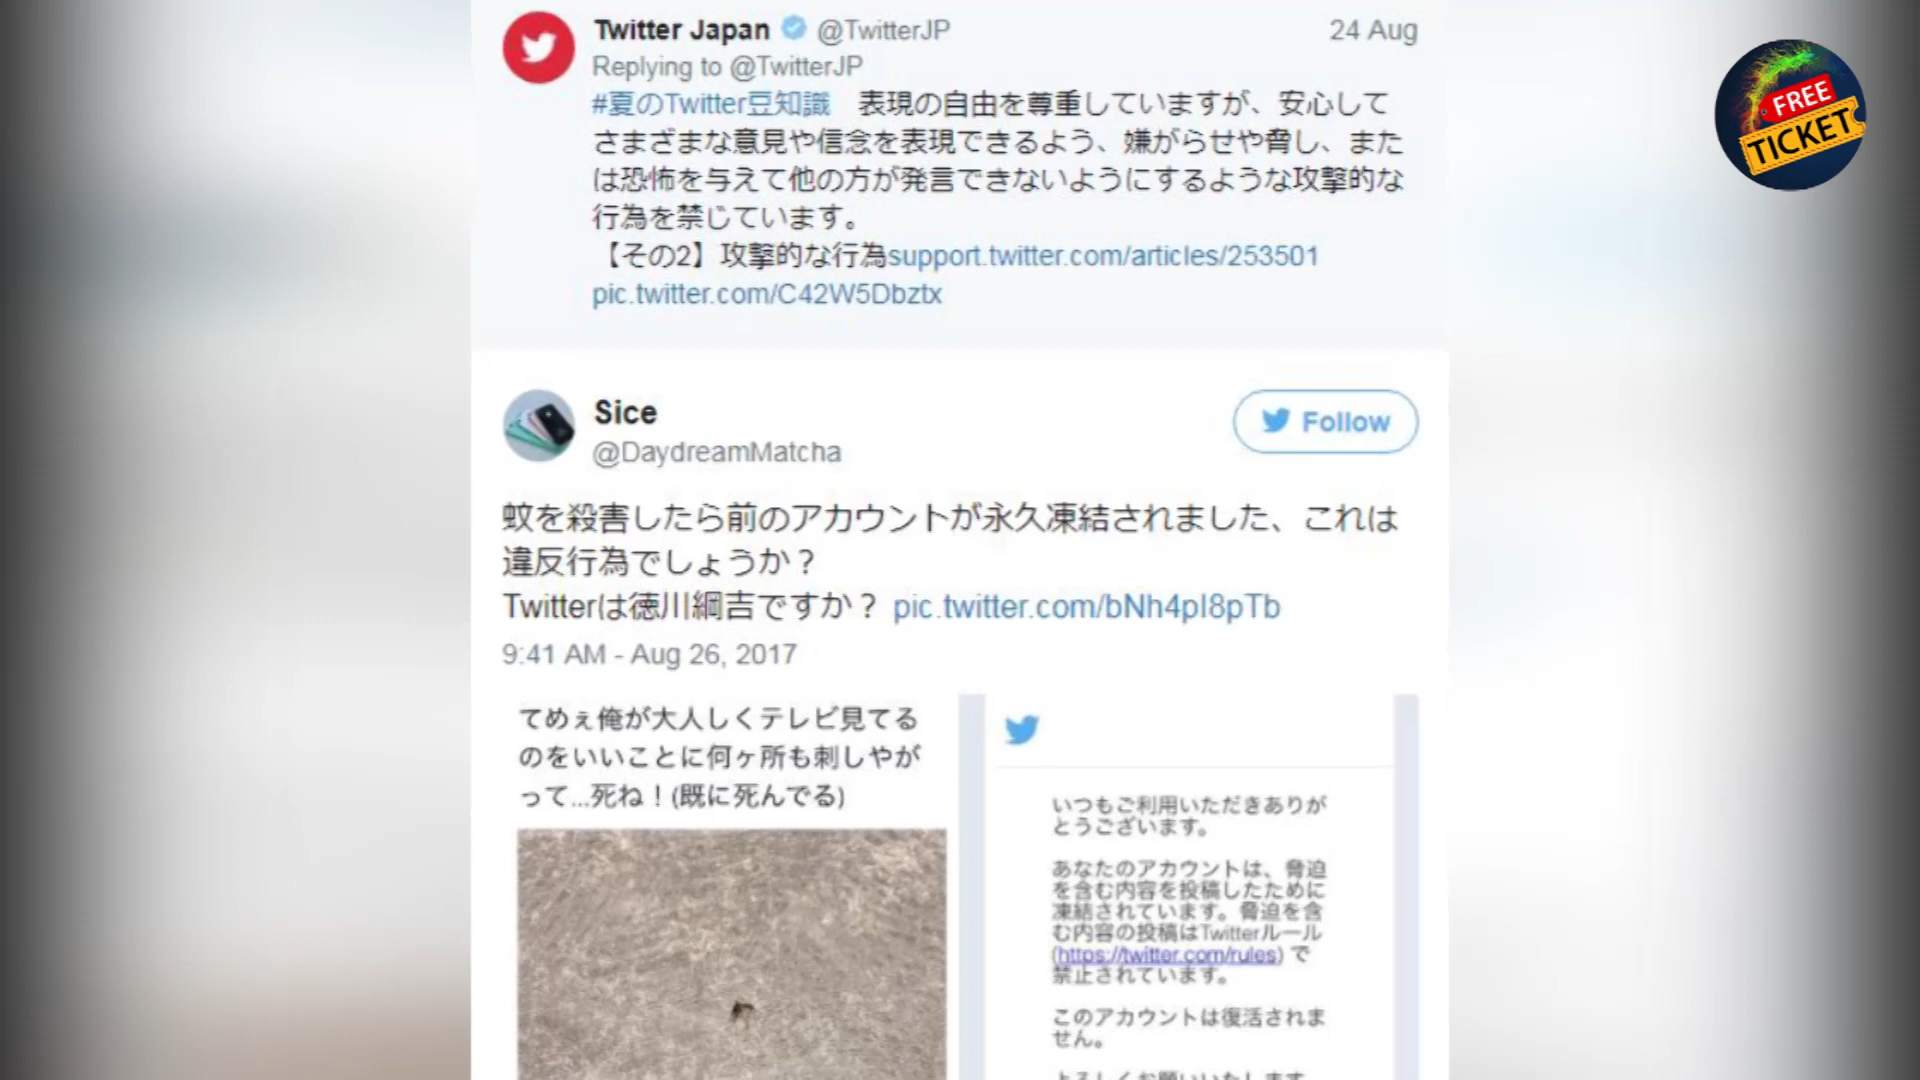 Twitter Japan @TwitterJP 24 Aug
Replying to @TwitterJP
#夏のTwitter豆知識　表現の自由を尊重していますが、安心して
さまざまな意見や信念を表現できるよう、嫌がらせや脅し、また
は恐怖を与えて他の方が発言できないようにするような攻撃的な
行為を禁じています。
【その2】攻撃的な行為support.twitter.com/articles/253501
pic.twitter.com/C42W5Dbztx
FREE
TICKET
Sice
@DaydreamMatcha
Follow
蚊を殺害したら前のアカウントが永久凍結されました、これは
違反行為でしょうか？
Twitterは徳川綱吉ですか？ pic.twitter.com/bNh4pI8pTb
9:41 AM - Aug 26, 2017
てめぇ俺が大人しくテレビ見てる
のをいいことに何ヶ所も刺しやが
って...死ね！(既に死んでる)
いつもご利用いただきありが
とうございます。
あなたのアカウントは、脅迫
を含む内容を投稿したために
凍結されています。脅迫を含
む内容の投稿はTwitterルール
(https://twitter.com/rules) で
禁止されています。
このアカウントは復活されま
せん。
よろしくお願いいたします